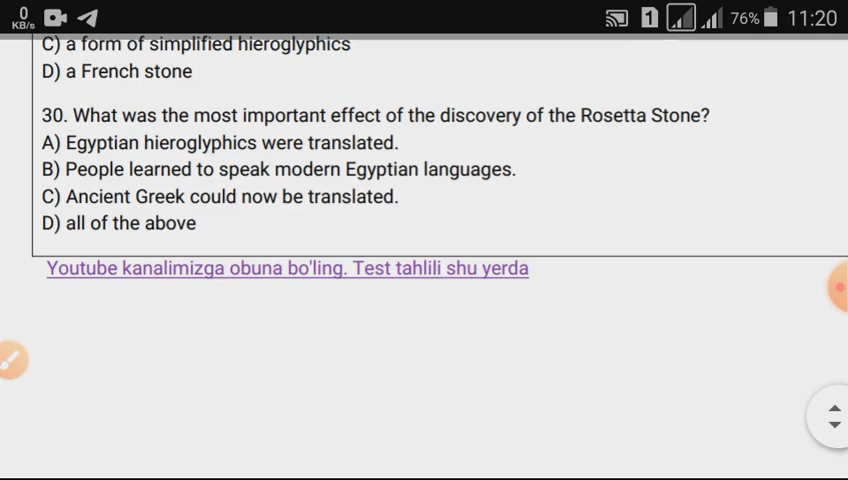 0
KB/s
1
76%
11:20
C) a form of simplified hieroglyphics
D) a French stone
30. What was the most important effect of the discovery of the Rosetta Stone?
A) Egyptian hieroglyphics were translated.
B) People learned to speak modern Egyptian languages.
C) Ancient Greek could now be translated.
D) all of the above
Youtube kanalimizga obuna bo'ling. Test tahlili shu yerda